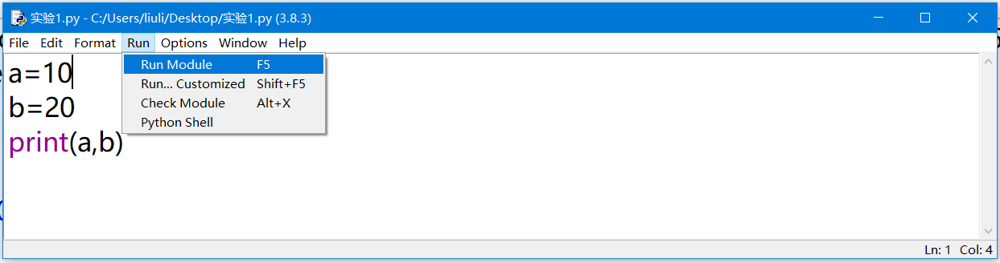 实验1.py - C:/Users/liuli/Desktop/实验1.py (3.8.3)
File Edit Format Run Options Window Help
Run Module F5
Run... Customized Shift+F5
Check Module Alt+X
Python Shell
a=10
b=20
print(a,b)
Ln: 1 Col: 4